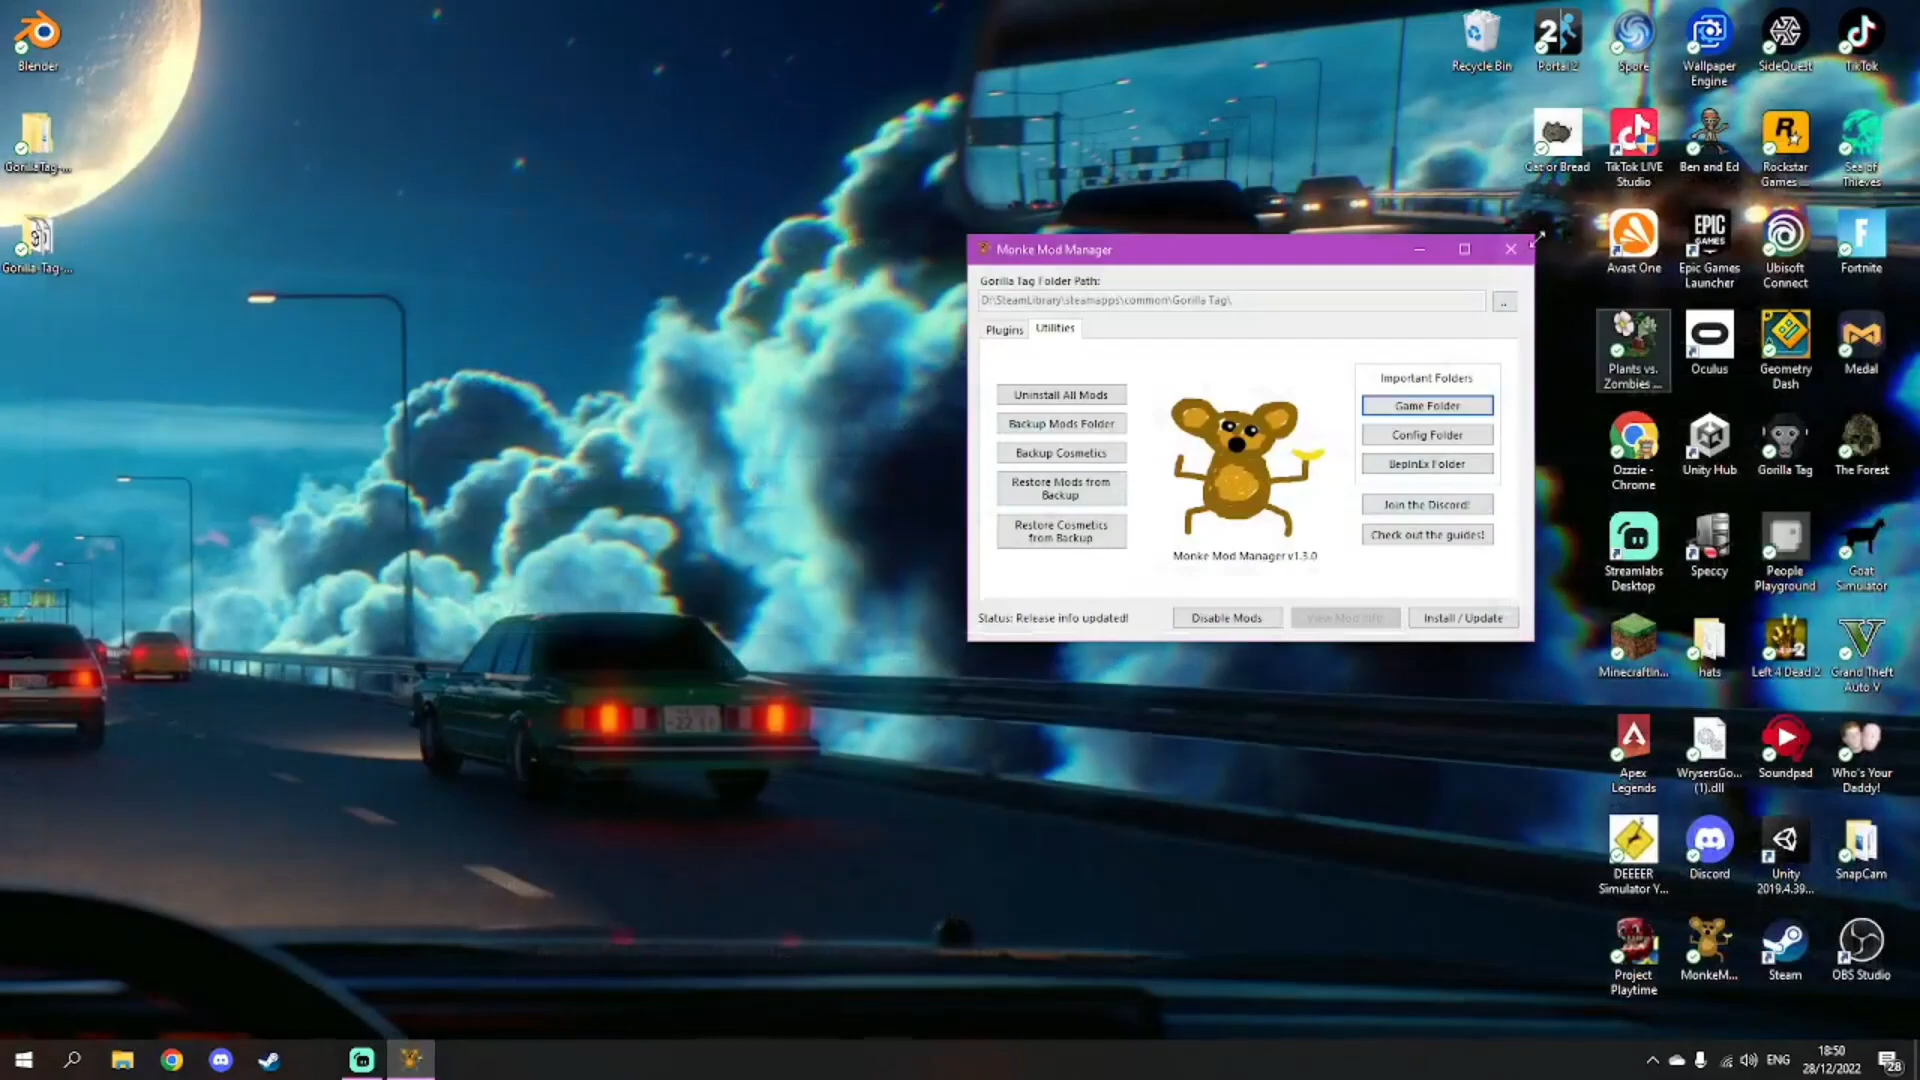 Blender
GorillaTag-...
Gorilla-Tag-...
Recycle Bin
Portal 2
Spore
Wallpaper
Engine
SideQuest
TikTok
Cat or Bread
TikTok LIVE
Studio
Ben and Ed
Rockstar
Games ...
Sea of
Thieves
Avast One
EPIC
GAMES
Epic Games
Launcher
Ubisoft
Connect
Fortnite
Plants vs.
Zombies ...
Oculus
Geometry
Dash
Medal
Ozzzie -
Chrome
Unity Hub
Gorilla Tag
The Forest
Streamlabs
Desktop
Speccy
People
Playground
Goat
Simulator
MinecraftIn...
hats
Left 4 Dead 2
Grand Theft
Auto V
Apex
Legends
WrysersGo...
(1).dll
Soundpad
Who's Your
Daddy!
DEEEER
Simulator Y...
Discord
Unity
2019.4.39...
SnapCam
Project
Playtime
MonkeM...
Steam
OBS Studio
Monke Mod Manager
Gorilla Tag Folder Path:
D:\SteamLibrary\steamapps\common\Gorilla Tag\
..
Plugins
Utilities
Uninstall All Mods
Backup Mods Folder
Backup Cosmetics
Restore Mods from
Backup
Restore Cosmetics
from Backup
Monke Mod Manager v1.3.0
Important Folders
Game Folder
Config Folder
BepInEx Folder
Join the Discord!
Check out the guides!
Status: Release info updated!
Disable Mods
View Mod Info
Install / Update
ENG
18:50
28/12/2022
28